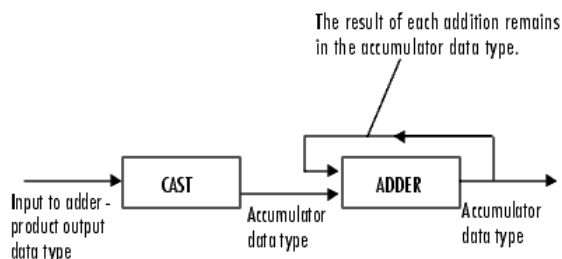 The result of each addition remains
in the accumulator data type.
CAST
ADDER
Input to adder -
product output
data type
Accumulator
data type
Accumulator
data type